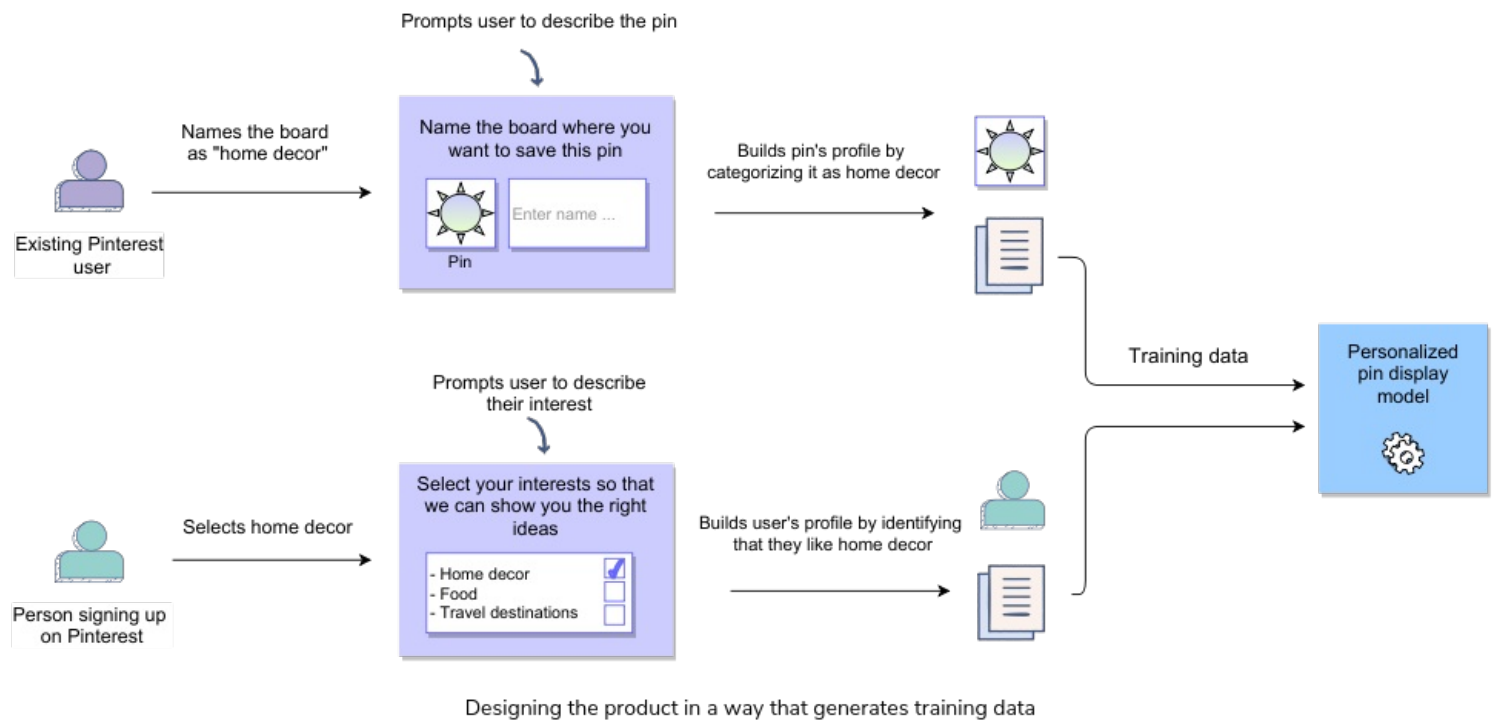 Prompts user to describe the pin
Names the board
as "home decor"
Existing Pinterest
user
Name the board where you
want to save this pin
Enter name ...
Pin
Builds pin's profile by
categorizing it as home decor
Training data
Personalized
pin display
model
Prompts user to describe
their interest
Selects home decor
Person signing up
on Pinterest
Select your interests so that
we can show you the right
ideas
- Home decor
- Food
- Travel destinations
Builds user's profile by identifying
that they like home decor
Designing the product in a way that generates training data